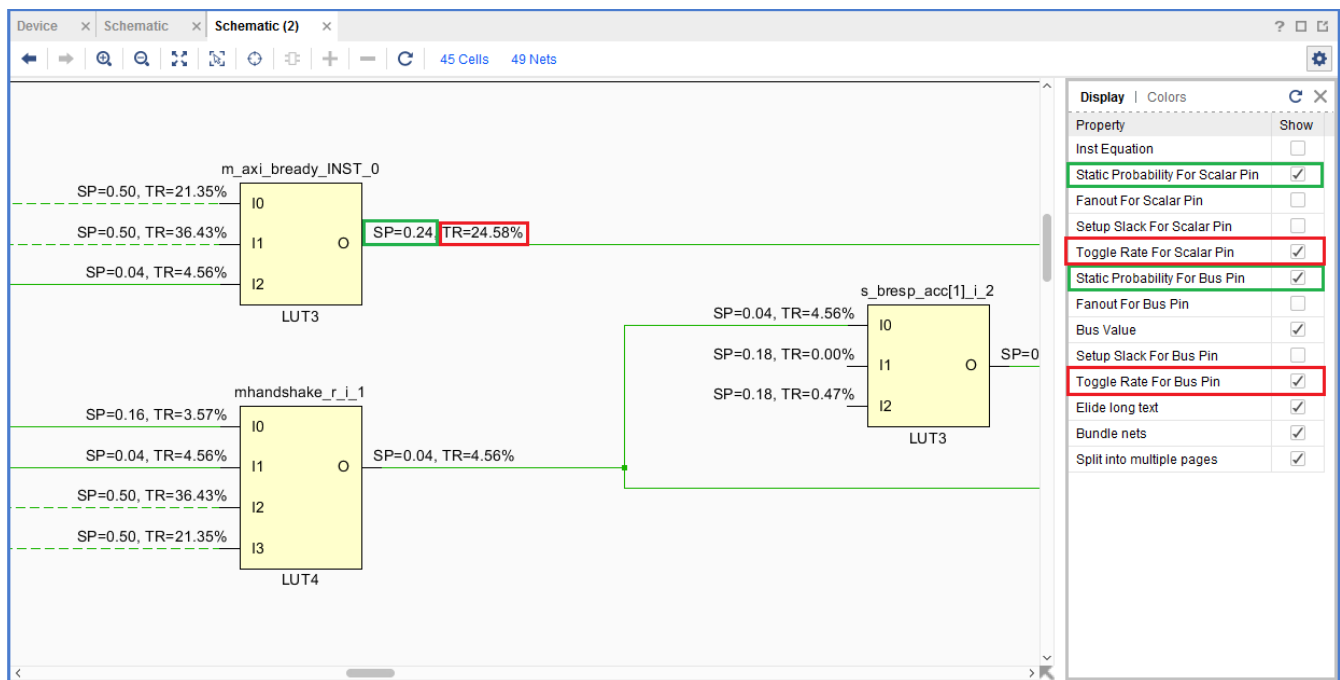 Device × Schematic × Schematic (2) ×
45 Cells 49 Nets
m_axi_bready_INST_0
SP=0.50, TR=21.35%
I0
SP=0.50, TR=36.43%
I1
O
SP=0.24, TR=24.58%
SP=0.04, TR=4.56%
I2
LUT3
s_bresp_acc[1]_i_2
SP=0.04, TR=4.56%
I0
SP=0.18, TR=0.00%
I1
O
SP=0
SP=0.18, TR=0.47%
I2
LUT3
mhandshake_r_i_1
SP=0.16, TR=3.57%
I0
SP=0.04, TR=4.56%
I1
O
SP=0.04, TR=4.56%
SP=0.50, TR=36.43%
I2
SP=0.50, TR=21.35%
I3
LUT4
Display | Colors
Property Show
Inst Equation
Static Probability For Scalar Pin
Fanout For Scalar Pin
Setup Slack For Scalar Pin
Toggle Rate For Scalar Pin
Static Probability For Bus Pin
Fanout For Bus Pin
Bus Value
Setup Slack For Bus Pin
Toggle Rate For Bus Pin
Elide long text
Bundle nets
Split into multiple pages